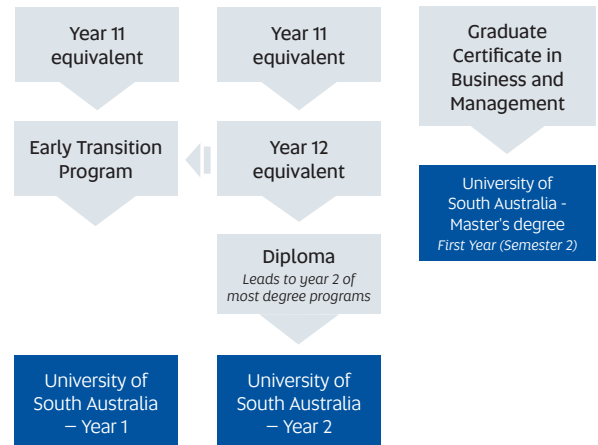 Year 11
equivalent
Year 11
equivalent
Graduate
Certificate in
Business and
Management
Early Transition
Program
Year 12
equivalent
University of
South Australia -
Master's degree
First Year (Semester 2)
Diploma
Leads to year 2 of
most degree programs
University of
South Australia
– Year 1
University of
South Australia
– Year 2